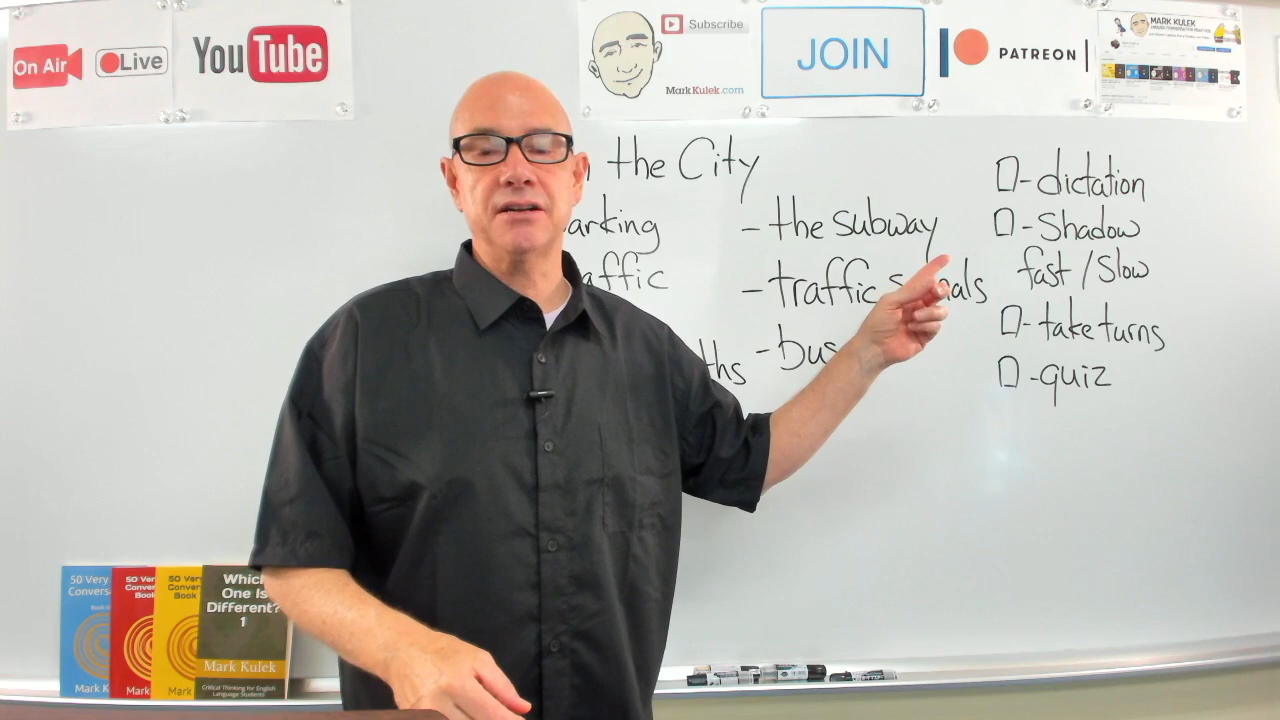 On Air
Live
YouTube
Subscribe
MarkKulek.com
JOIN
PATREON
MARK KULEK
the City
arking
affic
ths
- the subway
- traffic s als
- bus
- dictation
- Shadow
fast / Slow
- take turns
- quiz
50 Very
Convers
Mark K
50 Ver
Conver
Book
50 Very
Conver
Book
Mark
Which
One Is
Different?
1
Mark Kulek
Critical Thinking for English
Language Students